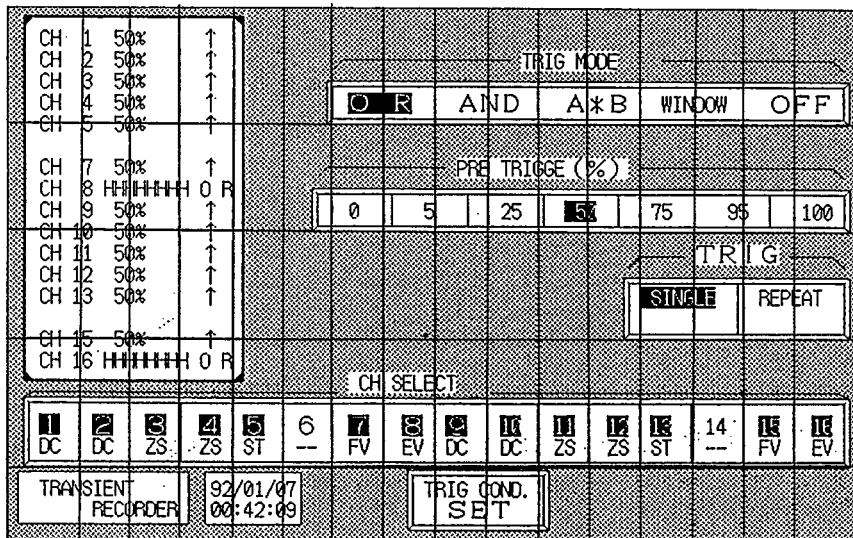 CH 1 50% ↑
CH 2 50% ↑
CH 3 50% ↑
CH 4 50% ↑
CH 5 50% ↑
CH 7 50% ↑
CH 8 HHHHHHHH O R
CH 9 50% ↑
CH 10 50% ↑
CH 11 50% ↑
CH 12 50% ↑
CH 13 50% ↑
CH 15 50% ↑
CH 16 HHHHHHHH O R
TRIG MODE
O R AND A*B WINDOW OFF
PRE TRIGGE (%)
0 5 25 75 95 100
TRIG
SINGLE REPEAT
CH SELECT
1 2 3 4 5 6 7 8 9 10 11 12 13 14 15 16
DC DC ZS ZS ST -- FV EV DC DC ZS ZS ST -- FV EV
TRANSIENT
RECORDER
92/01/07
00:42:09
TRIG COND.
SET